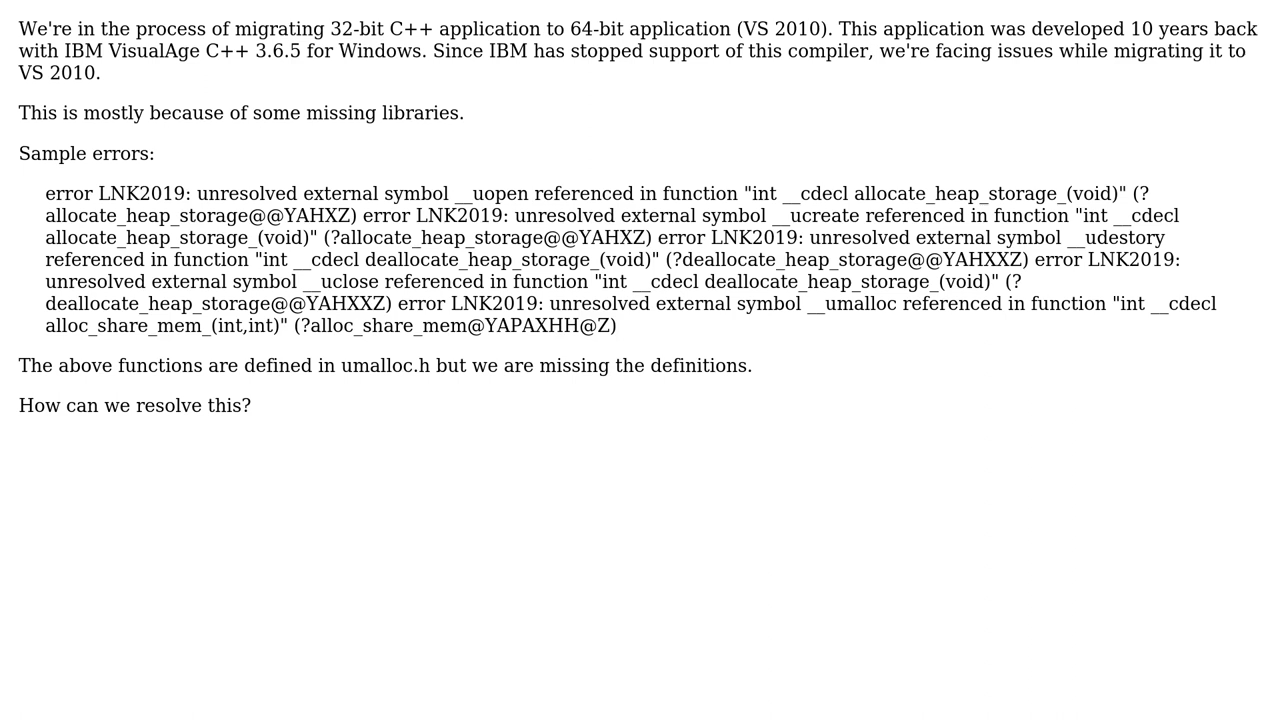 We're in the process of migrating 32-bit C++ application to 64-bit application (VS 2010). This application was developed 10 years back
with IBM VisualAge C++ 3.6.5 for Windows. Since IBM has stopped support of this compiler, we're facing issues while migrating it to
VS 2010.
This is mostly because of some missing libraries.
Sample errors:
error LNK2019: unresolved external symbol __uopen referenced in function "int __cdecl allocate_heap_storage_(void)" (?
allocate_heap_storage@@YAHXZ) error LNK2019: unresolved external symbol __ucreate referenced in function "int __cdecl
allocate_heap_storage_(void)" (?allocate_heap_storage@@YAHXZ) error LNK2019: unresolved external symbol __udestory
referenced in function "int __cdecl deallocate_heap_storage_(void)" (?deallocate_heap_storage@@YAHXXZ) error LNK2019:
unresolved external symbol __uclose referenced in function "int __cdecl deallocate_heap_storage_(void)" (?
deallocate_heap_storage@@YAHXXZ) error LNK2019: unresolved external symbol __umalloc referenced in function "int __cdecl
alloc_share_mem_(int,int)" (?alloc_share_mem@YAPAXHH@Z)
The above functions are defined in umalloc.h but we are missing the definitions.
How can we resolve this?